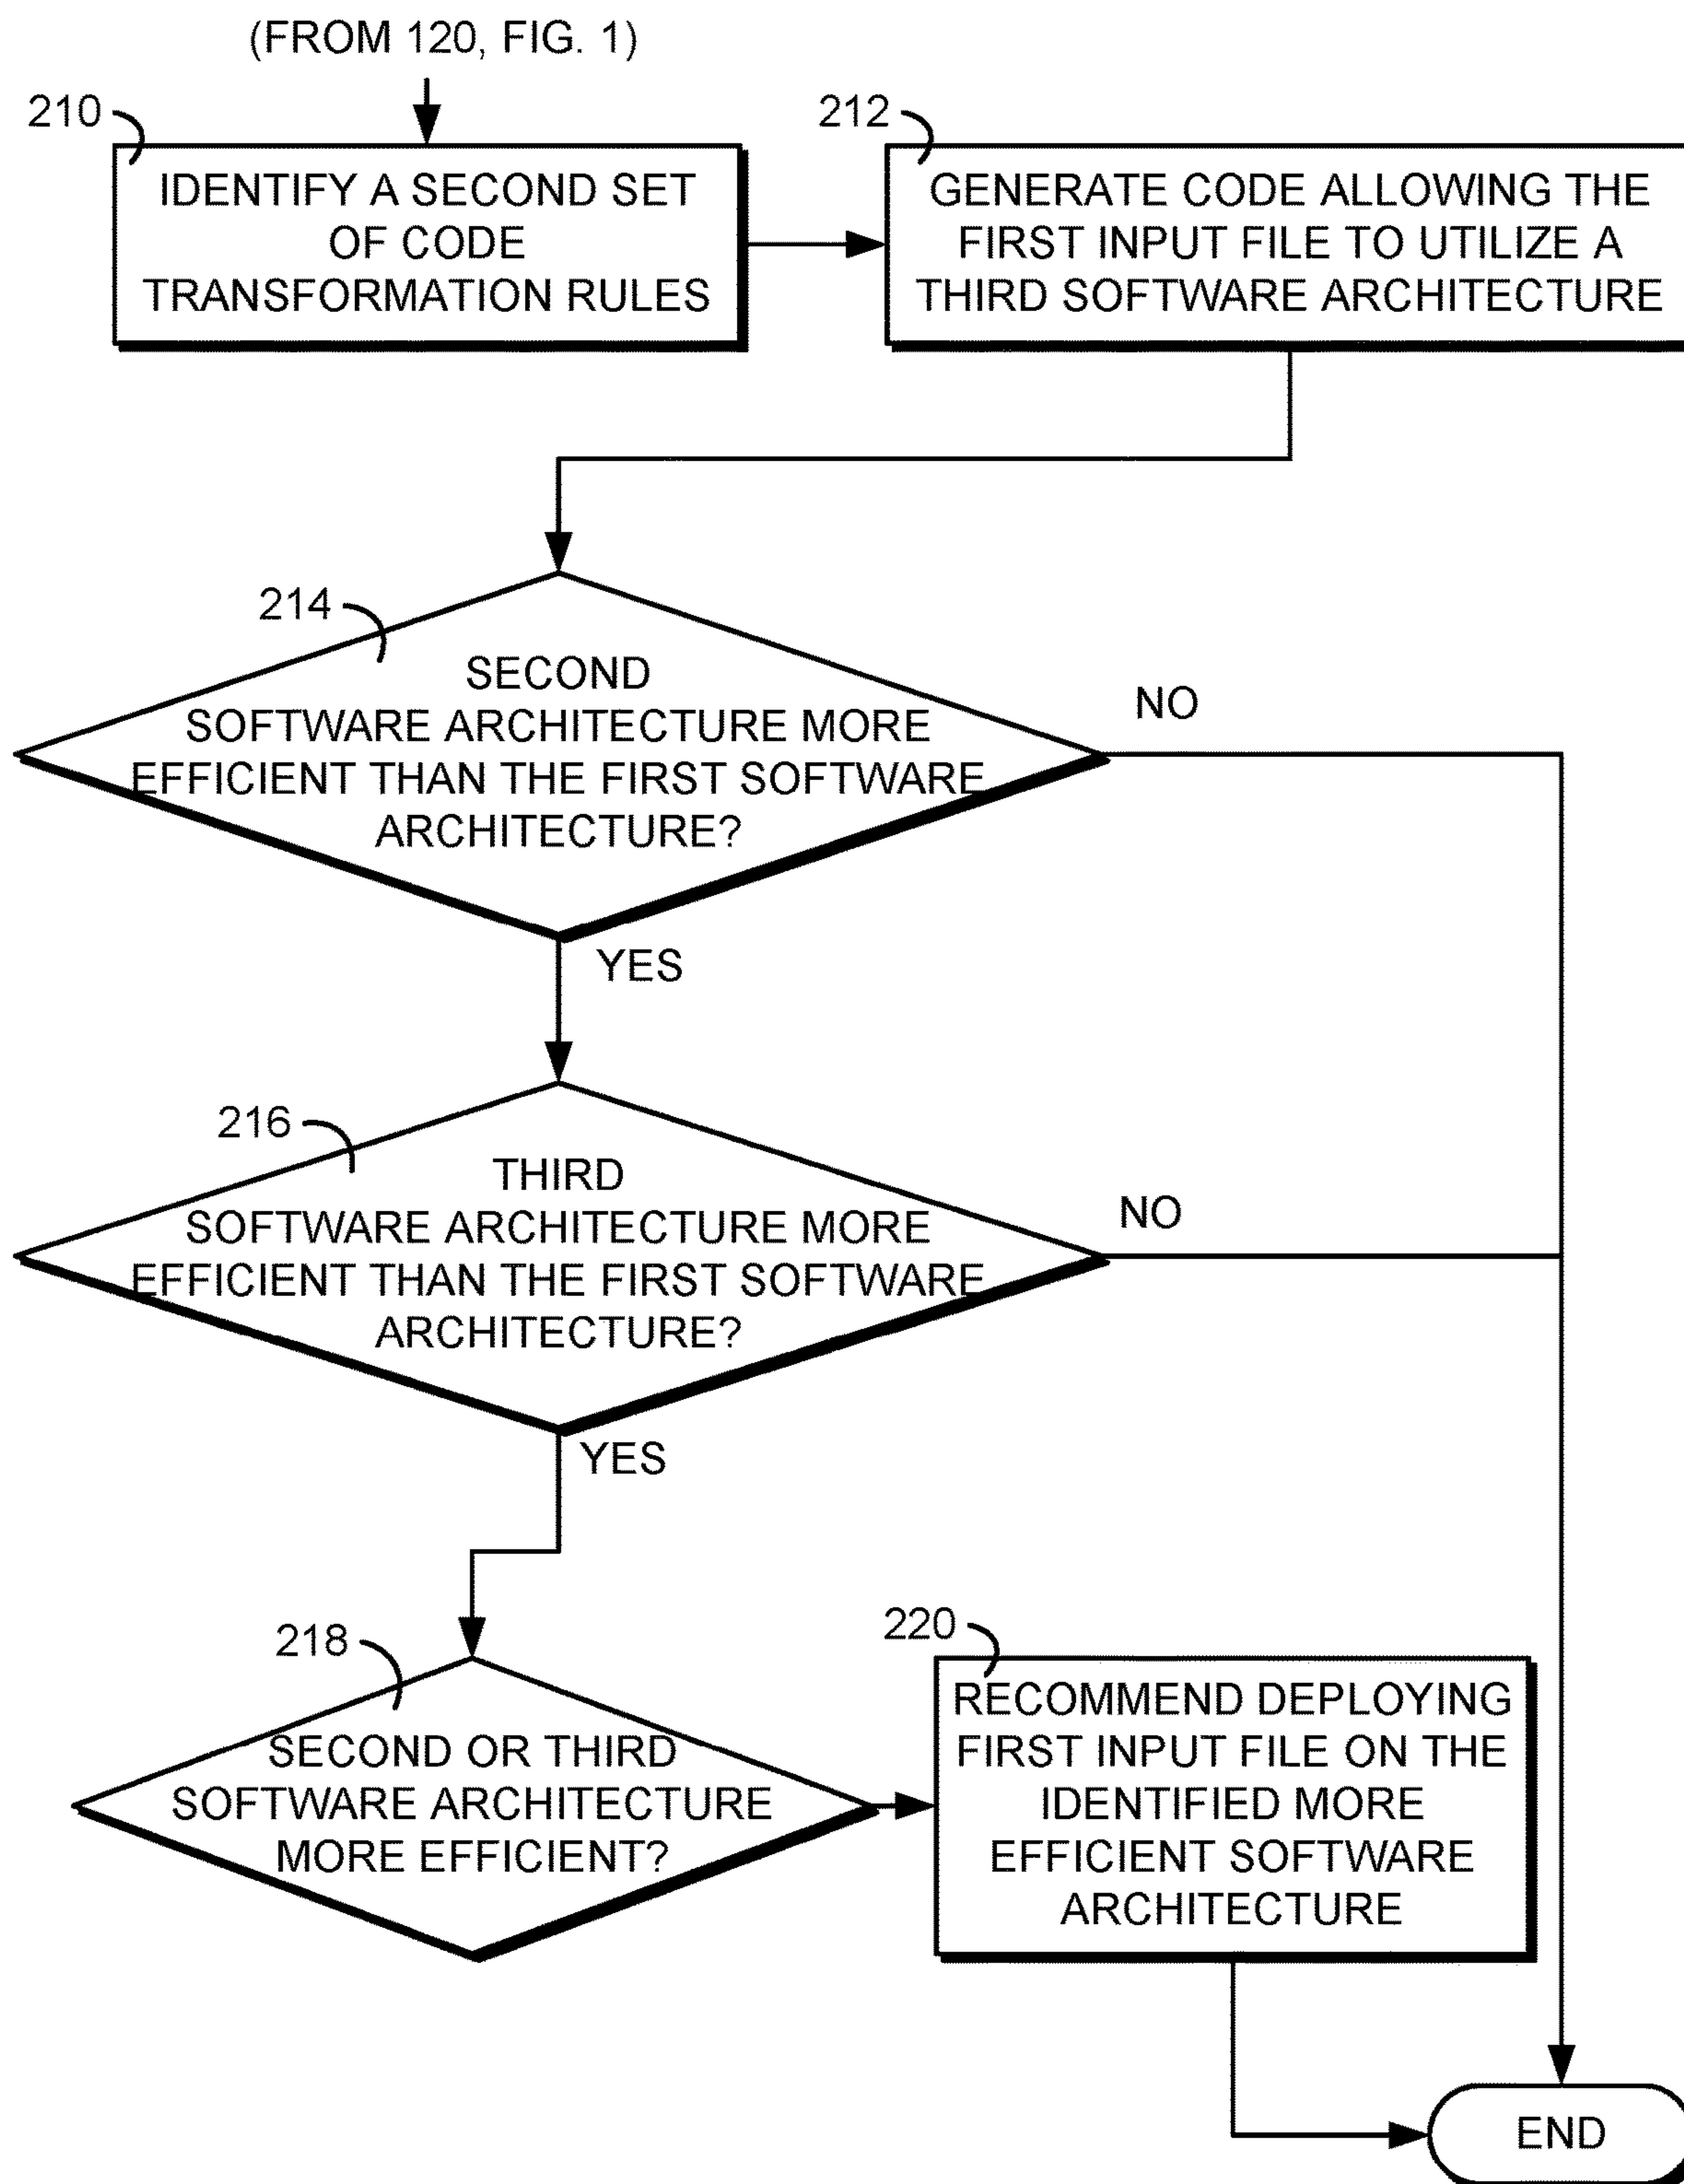 (FROM 120, FIG. 1)
210
IDENTIFY A SECOND SET
OF CODE
TRANSFORMATION RULES
212
GENERATE CODE ALLOWING THE
FIRST INPUT FILE TO UTILIZE A
THIRD SOFTWARE ARCHITECTURE
214
SECOND
SOFTWARE ARCHITECTURE MORE
EFFICIENT THAN THE FIRST SOFTWARE
ARCHITECTURE?
NO
YES
216
THIRD
SOFTWARE ARCHITECTURE MORE
EFFICIENT THAN THE FIRST SOFTWARE
ARCHITECTURE?
NO
YES
218
SECOND OR THIRD
SOFTWARE ARCHITECTURE
MORE EFFICIENT?
220
RECOMMEND DEPLOYING
FIRST INPUT FILE ON THE
IDENTIFIED MORE
EFFICIENT SOFTWARE
ARCHITECTURE
END